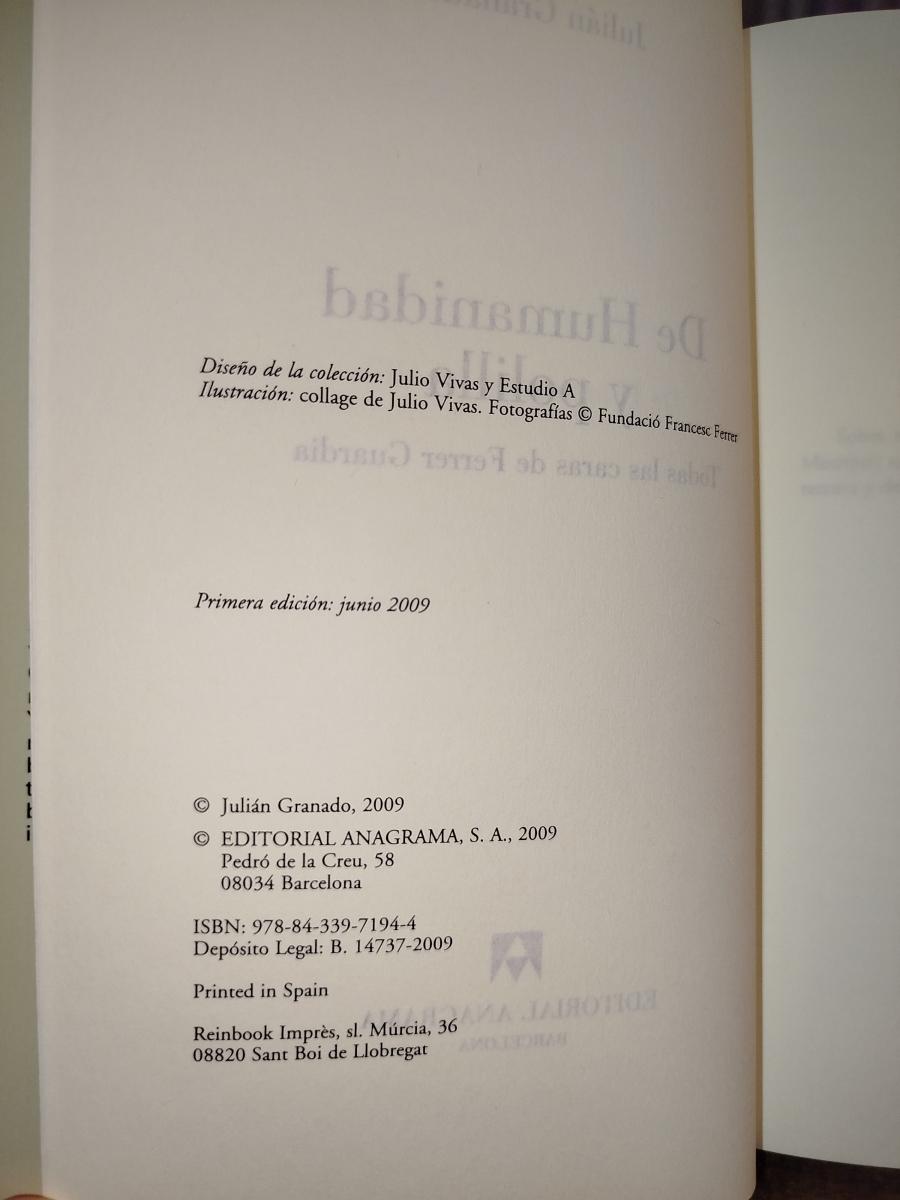 Diseño de la colección: Julio Vivas y Estudio A
Ilustración: collage de Julio Vivas. Fotografías © Fundació Francesc Ferrer
Primera edición: junio 2009
© Julián Granado, 2009
© EDITORIAL ANAGRAMA, S. A., 2009
Pedró de la Creu, 58
08034 Barcelona
ISBN: 978-84-339-7194-4
Depósito Legal: B. 14737-2009
Printed in Spain
Reinbook Imprès, sl. Múrcia, 36
08820 Sant Boi de Llobregat